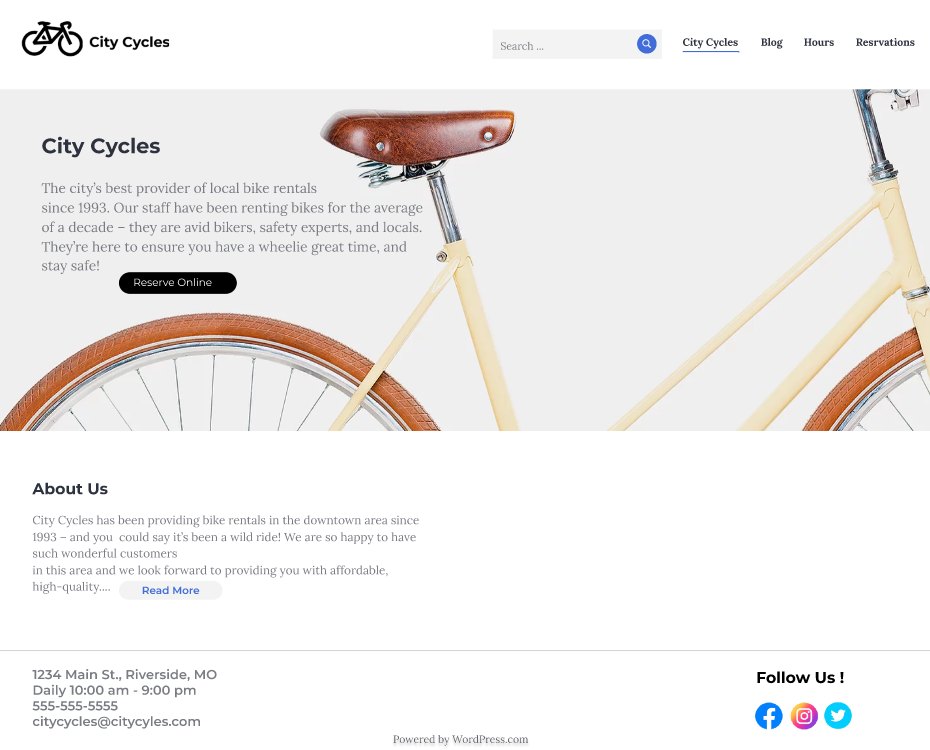 City Cycles
Search ...
City Cycles Blog Hours Resrvations
City Cycles
The city’s best provider of local bike rentals
since 1993. Our staff have been renting bikes for the average
of a decade – they are avid bikers, safety experts, and locals.
They’re here to ensure you have a wheelie great time, and
stay safe!
Reserve Online
About Us
City Cycles has been providing bike rentals in the downtown area since
1993 – and you  could say it’s been a wild ride! We are so happy to have
such wonderful customers
in this area and we look forward to providing you with affordable,
high-quality....
Read More
1234 Main St., Riverside, MO
Daily 10:00 am - 9:00 pm
555-555-5555
citycycles@citycyles.com
Follow Us !
Powered by WordPress.com